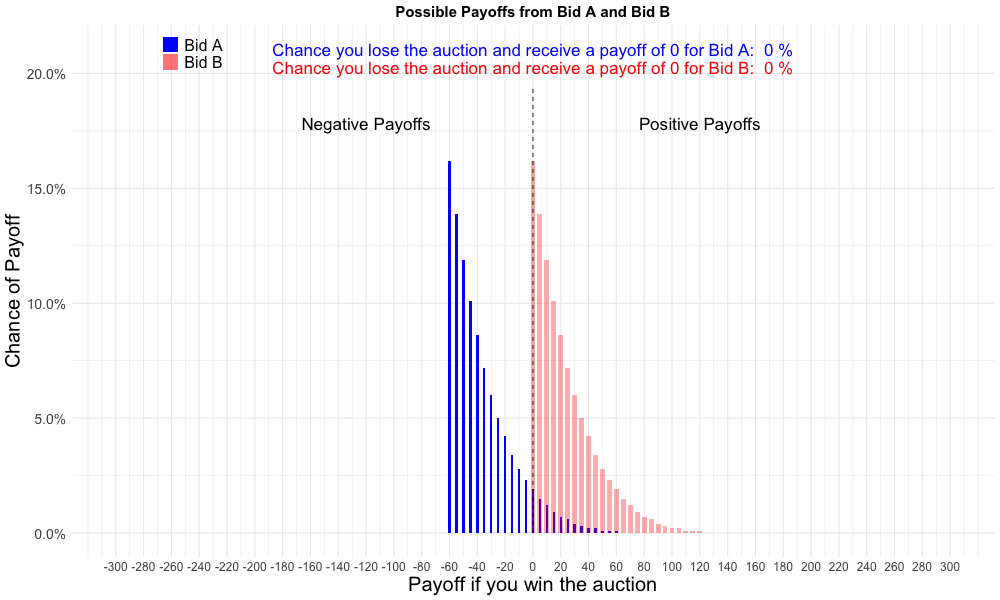 Possible Payoffs from Bid A and Bid B
Bid A
Bid B
Chance you lose the auction and receive a payoff of 0 for Bid A:  0 %
Chance you lose the auction and receive a payoff of 0 for Bid B:  0 %
Negative Payoffs
Positive Payoffs
Chance of Payoff
20.0%
15.0%
10.0%
5.0%
0.0%
-300 -280 -260 -240 -220 -200 -180 -160 -140 -120 -100 -80 -60 -40 -20 0 20 40 60 80 100 120 140 160 180 200 220 240 260 280 300
Payoff if you win the auction